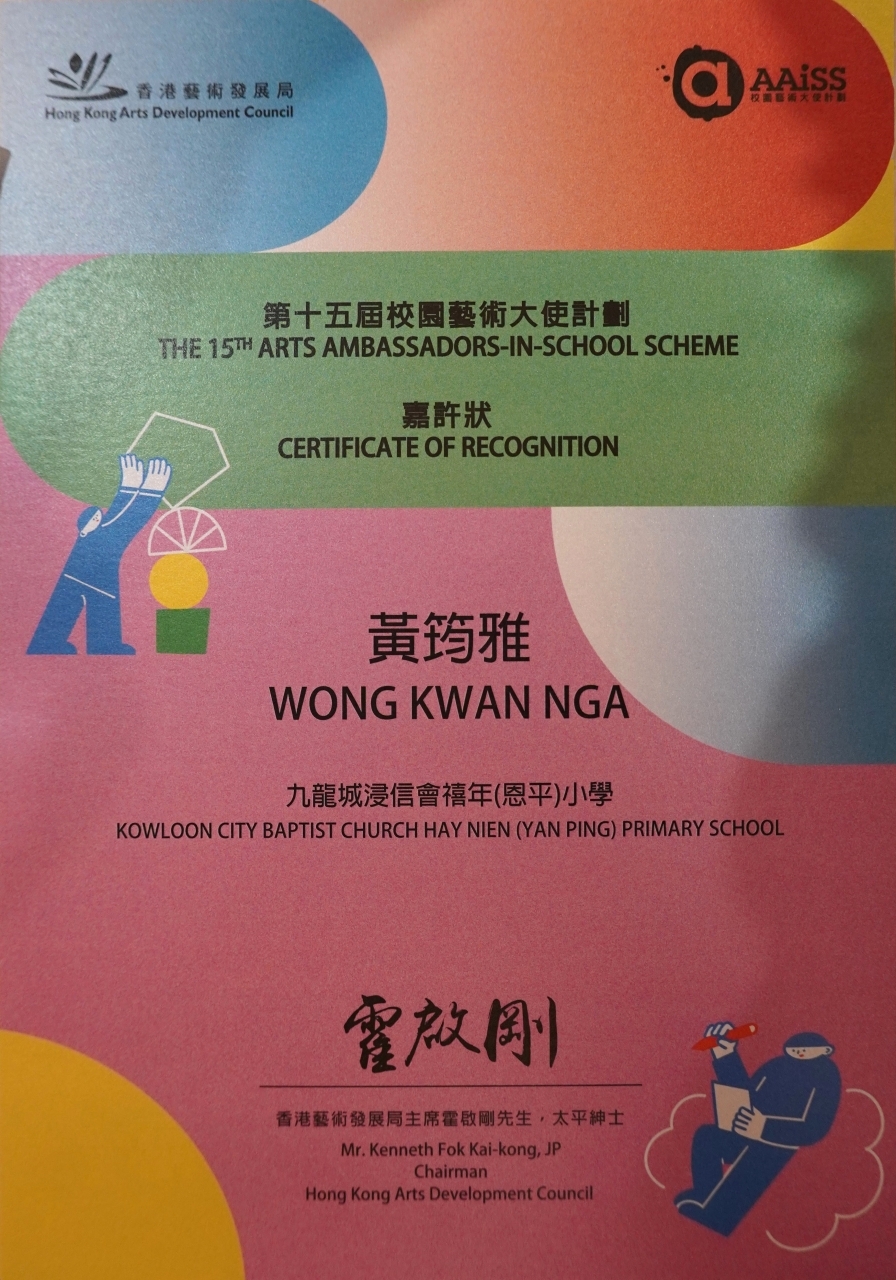 香港藝術發展局
Hong Kong Arts Development Council
a
AAiSS
校園藝術大使計劃
第十五屆校園藝術大使計劃
THE 15TH ARTS AMBASSADORS-IN-SCHOOL SCHEME
嘉許狀
CERTIFICATE OF RECOGNITION
黃筠雅
WONG KWAN NGA
九龍城浸信會禧年(恩平)小學
KOWLOON CITY BAPTIST CHURCH HAY NIEN (YAN PING) PRIMARY SCHOOL
霍啟剛
香港藝術發展局主席霍啟剛先生，太平紳士
Mr. Kenneth Fok Kai-kong, JP
Chairman
Hong Kong Arts Development Council